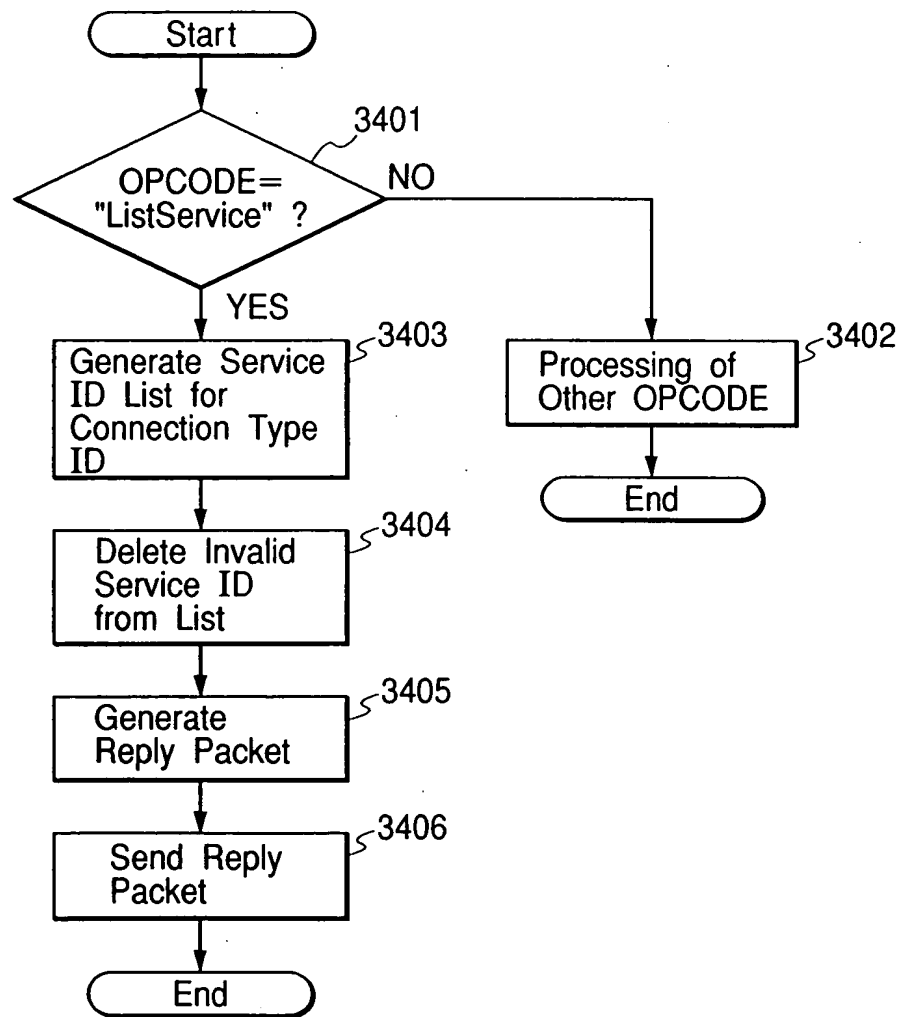 Start
3401
OPCODE=
"ListService" ?
NO
YES
3403
Generate Service
ID List for
Connection Type
ID
3402
Processing of
Other OPCODE
End
3404
Delete Invalid
Service ID
from List
3405
Generate
Reply Packet
3406
Send Reply
Packet
End